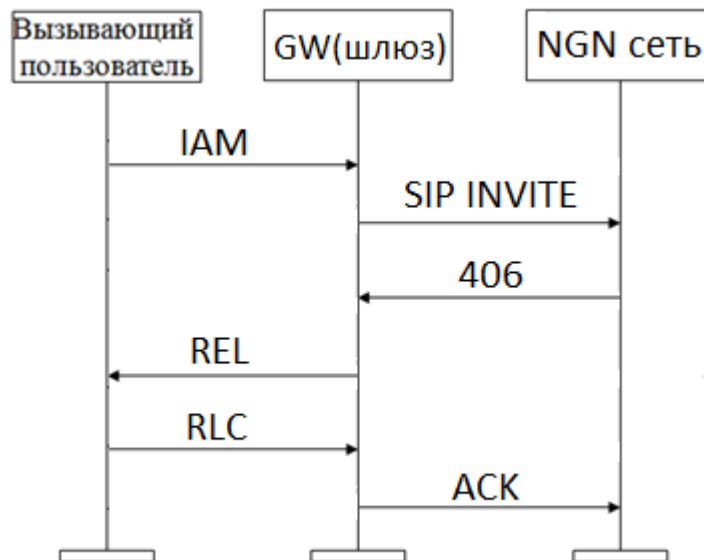 Вызывающий
пользователь
GW(шлюз)
NGN сеть
IAM
SIP INVITE
406
REL
RLC
ACK